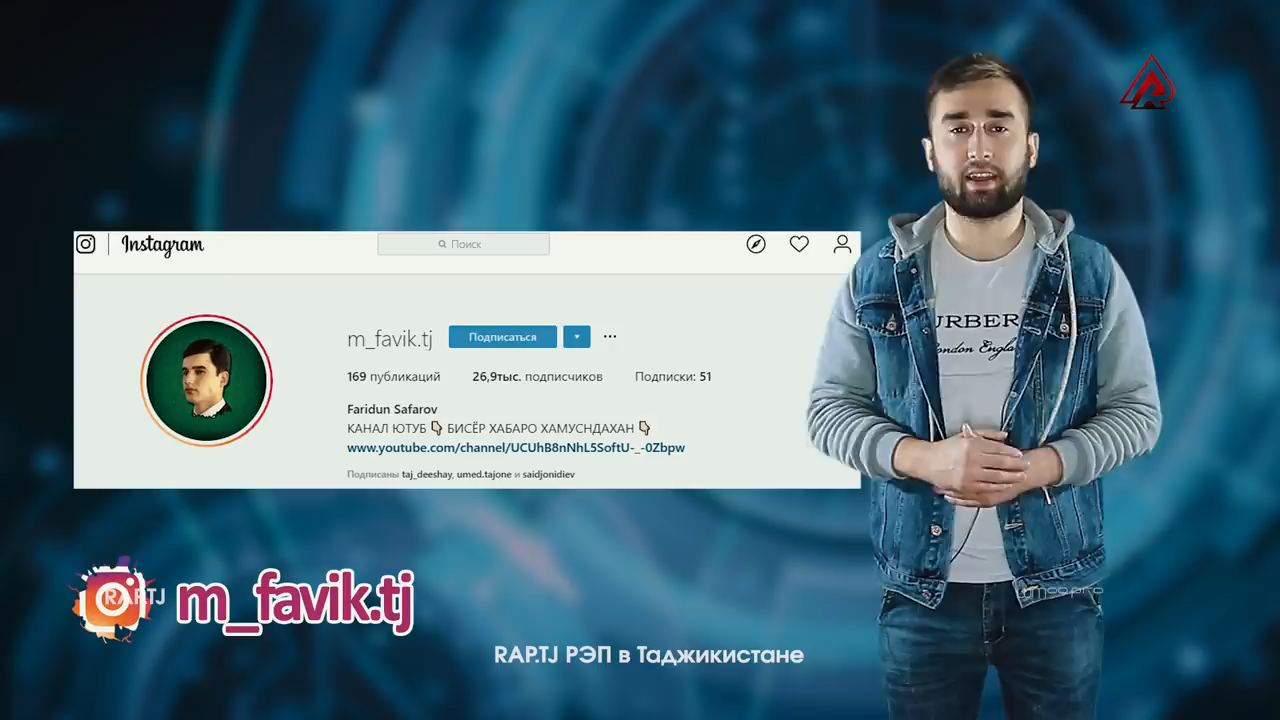 Instagram
Поиск
m_favik.tj Подписаться
169 публикаций 26,9тыс. подписчиков Подписки: 51
Faridun Safarov
КАНАЛ ЮТУБ 👇 БИСЁР ХАБАРО ХАМУСНДАХАН 👇
www.youtube.com/channel/UCUhB8nNhL5SoftU-_-0Zbpw
Подписаны taj_deeshay, umed.tajone и saidjonidiev
URBER
London Engla
RAP.TJ
m_favik.tj
RAP.TJ РЭП в Таджикистане